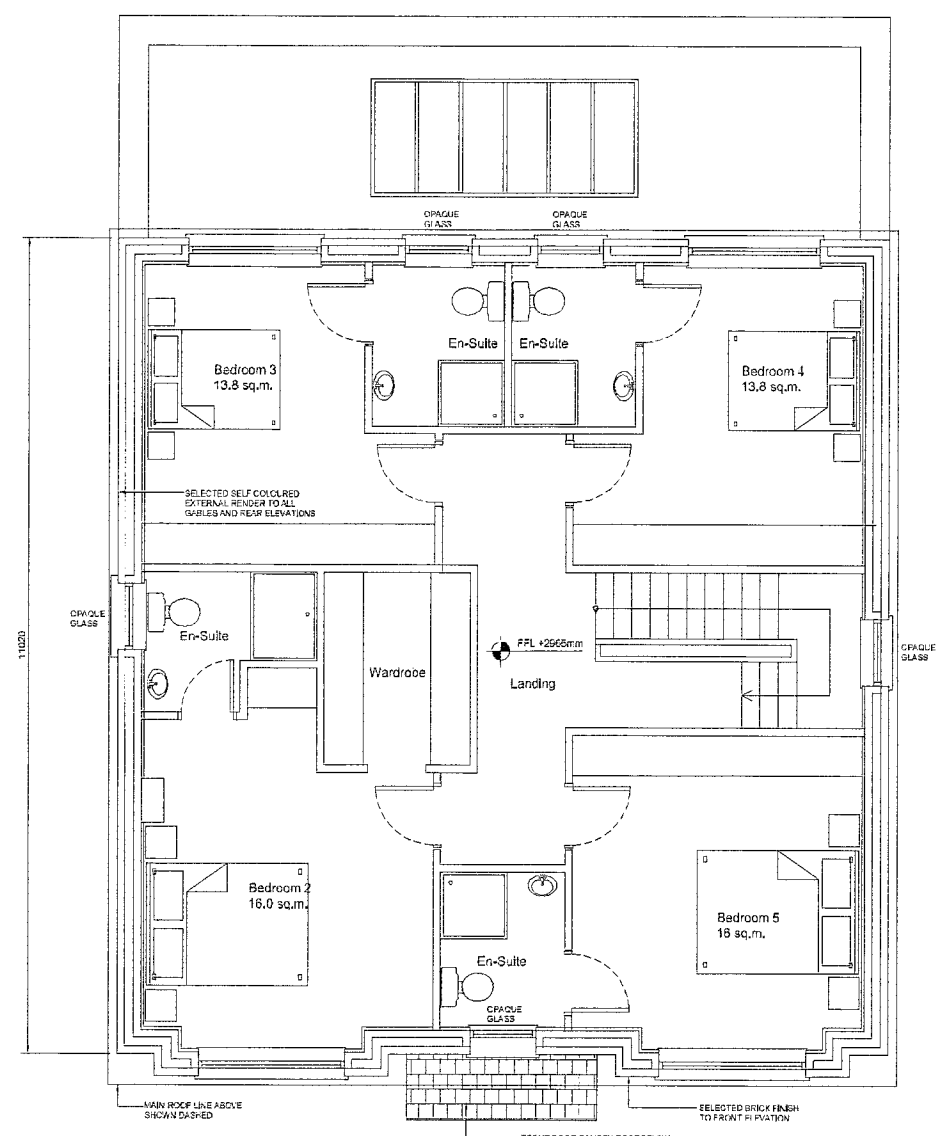 OPAQUE
GLASS
OPAQUE
GLASS
En-Suite
En-Suite
Bedroom 3
13.8 sq.m.
Bedroom 4
13.8 sq.m.
SELECTED SELF COLOURED
EXTERNAL RENDER TO ALL
GABLES AND REAR ELEVATIONS
OPAQUE
GLASS
En-Suite
11020
Wardrobe
FFL +2965mm
Landing
OPAQUE
GLASS
Bedroom 2
16.0 sq.m.
Bedroom 5
16 sq.m.
En-Suite
OPAQUE
GLASS
MAIN ROOF LINE ABOVE
SHOWN DASHED
SELECTED BRICK FINISH
TO FRONT ELEVATION